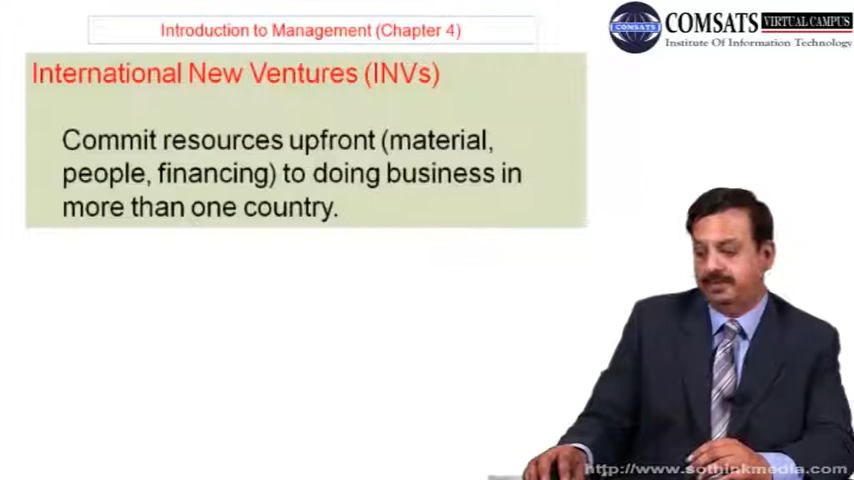 Introduction to Management (Chapter 4)
COMSATS VIRTUAL CAMPUS
Institute Of Information Technology
International New Ventures (INVs)
Commit resources upfront (material,
people, financing) to doing business in
more than one country.
http://www.sothinkmedia.com/
COMSATS